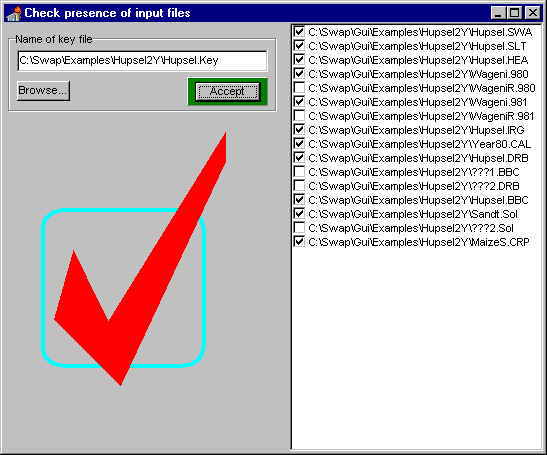 Check presence of input files
Name of key file
C:\Swap\Examples\Hupsel2Y\Hupsel.Key
Browse...
Accept
C:\Swap\Gui\Examples\Hupsel2Y\Hupsel.SWA
C:\Swap\Gui\Examples\Hupsel2Y\Hupsel.SLT
C:\Swap\Gui\Examples\Hupsel2Y\Hupsel.HEA
C:\Swap\Gui\Examples\Hupsel2Y\Wageni.980
C:\Swap\Gui\Examples\Hupsel2Y\WageniR.980
C:\Swap\Gui\Examples\Hupsel2Y\Wageni.981
C:\Swap\Gui\Examples\Hupsel2Y\WageniR.981
C:\Swap\Gui\Examples\Hupsel2Y\Hupsel.IRG
C:\Swap\Gui\Examples\Hupsel2Y\Year80.CAL
C:\Swap\Gui\Examples\Hupsel2Y\Hupsel.DRB
C:\Swap\Gui\Examples\Hupsel2Y\???1.BBC
C:\Swap\Gui\Examples\Hupsel2Y\???2.DRB
C:\Swap\Gui\Examples\Hupsel2Y\Hupsel.BBC
C:\Swap\Gui\Examples\Hupsel2Y\Sandt.Sol
C:\Swap\Gui\Examples\Hupsel2Y\???2.Sol
C:\Swap\Gui\Examples\Hupsel2Y\MaizeS.CRP